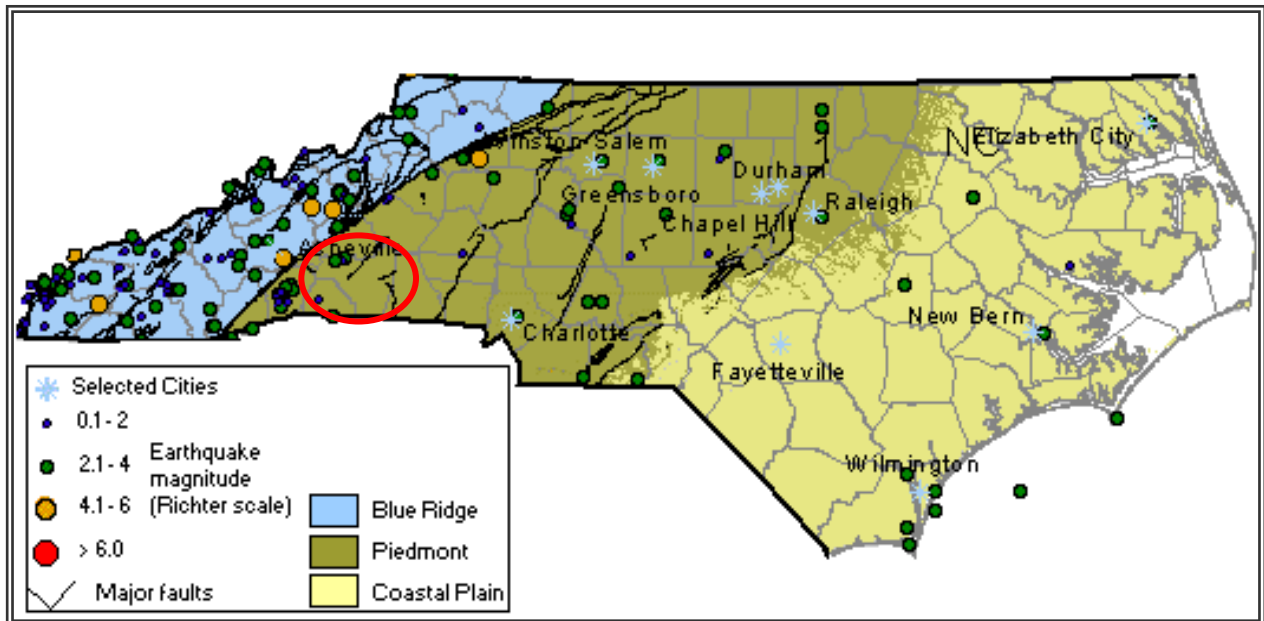 NC
Elizabeth City
Winston-Salem
Durham
Greensboro
Raleigh
Chapel Hill
New Bern
Charlotte
Fayetteville
Wilmington
Selected Cities
0.1 - 2
2.1 - 4
Earthquake
magnitude
4.1 - 6
(Richter scale)
> 6.0
Major faults
Blue Ridge
Piedmont
Coastal Plain